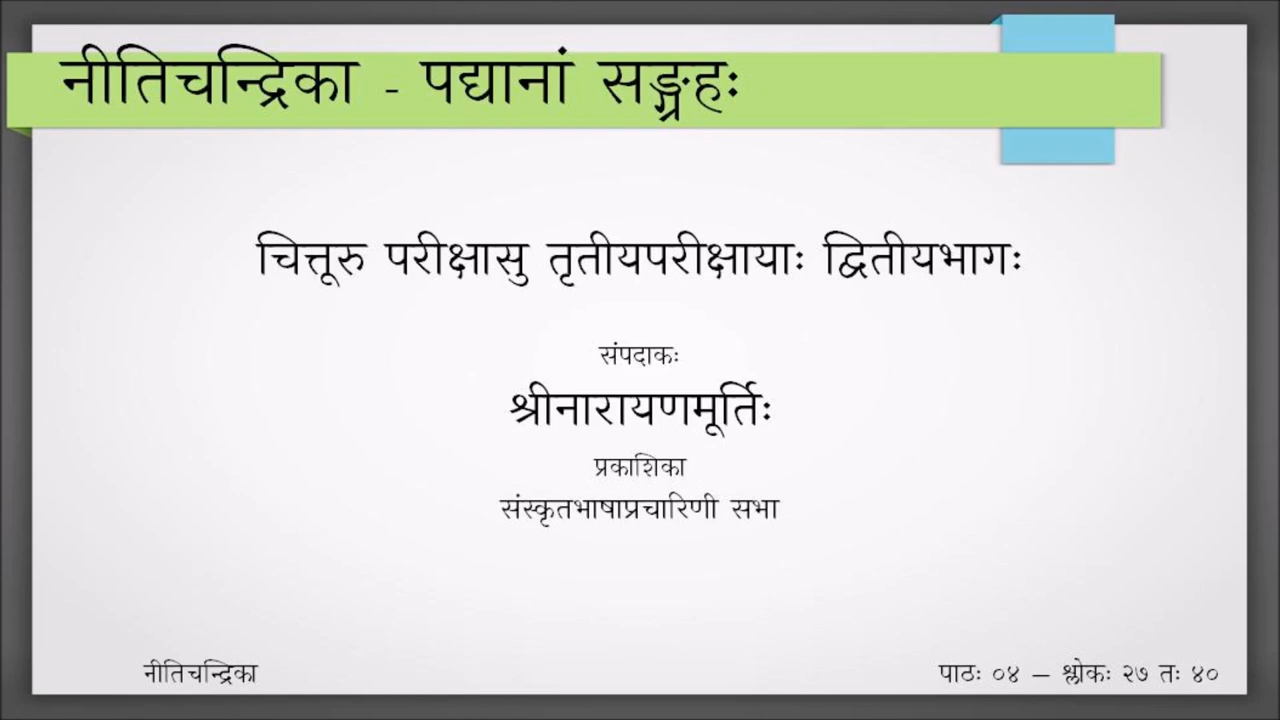 नीतिचन्द्रिका - पद्यानां सङ्ग्रहः
चित्तूरु परीक्षासु तृतीयपरीक्षायाः द्वितीयभागः
संपदाकः
श्रीनारायणमूर्तिः
प्रकाशिका
संस्कृतभाषाप्रचारिणी सभा
नीतिचन्द्रिका
पाठः ०४ – श्लोकः २७ तः ४०